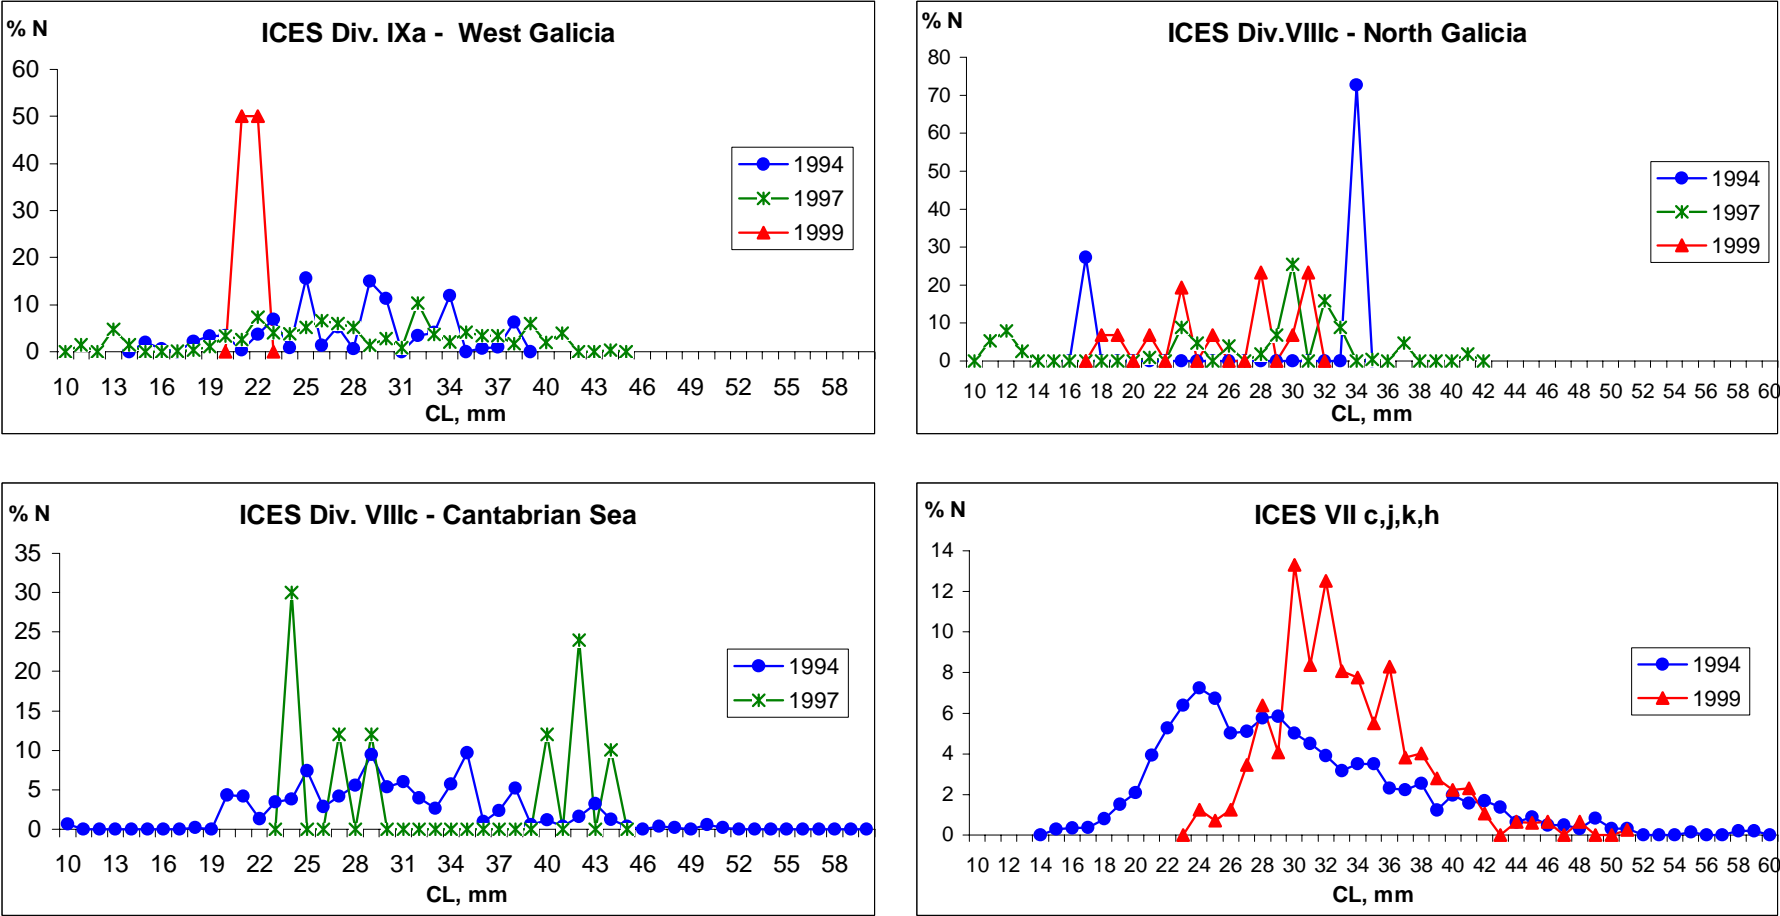 % N
ICES Div. IXa - West Galicia
60
50
40
30
20
10
0
1994
1997
1999
10 13 16 19 22 25 28 31 34 37 40 43 46 49 52 55 58
CL, mm
% N
ICES Div.VIIIc - North Galicia
80
70
60
50
40
30
20
10
0
1994
1997
1999
10 12 14 16 18 20 22 24 26 28 30 32 34 36 38 40 42 44 46 48 50 52 54 56 58 60
CL, mm
% N
ICES Div. VIIIc - Cantabrian Sea
35
30
25
20
15
10
5
0
1994
1997
10 13 16 19 22 25 28 31 34 37 40 43 46 49 52 55 58
CL, mm
% N
ICES VII c,j,k,h
14
12
10
8
6
4
2
0
1994
1999
10 12 14 16 18 20 22 24 26 28 30 32 34 36 38 40 42 44 46 48 50 52 54 56 58 60
CL, mm